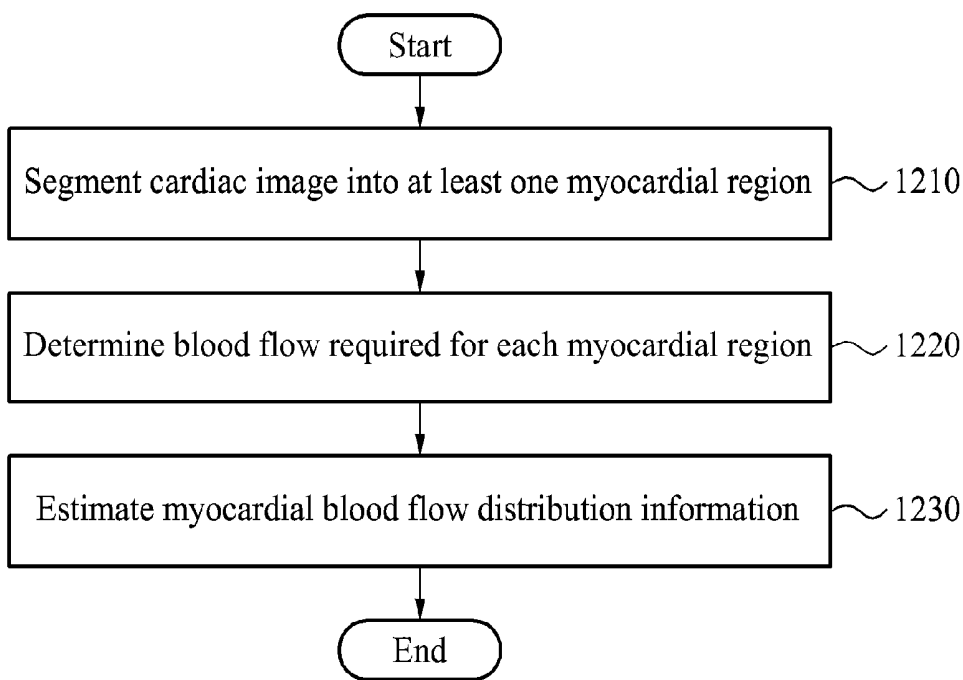 Start
Segment cardiac image into at least one myocardial region
1210
Determine blood flow required for each myocardial region
1220
Estimate myocardial blood flow distribution information
1230
End